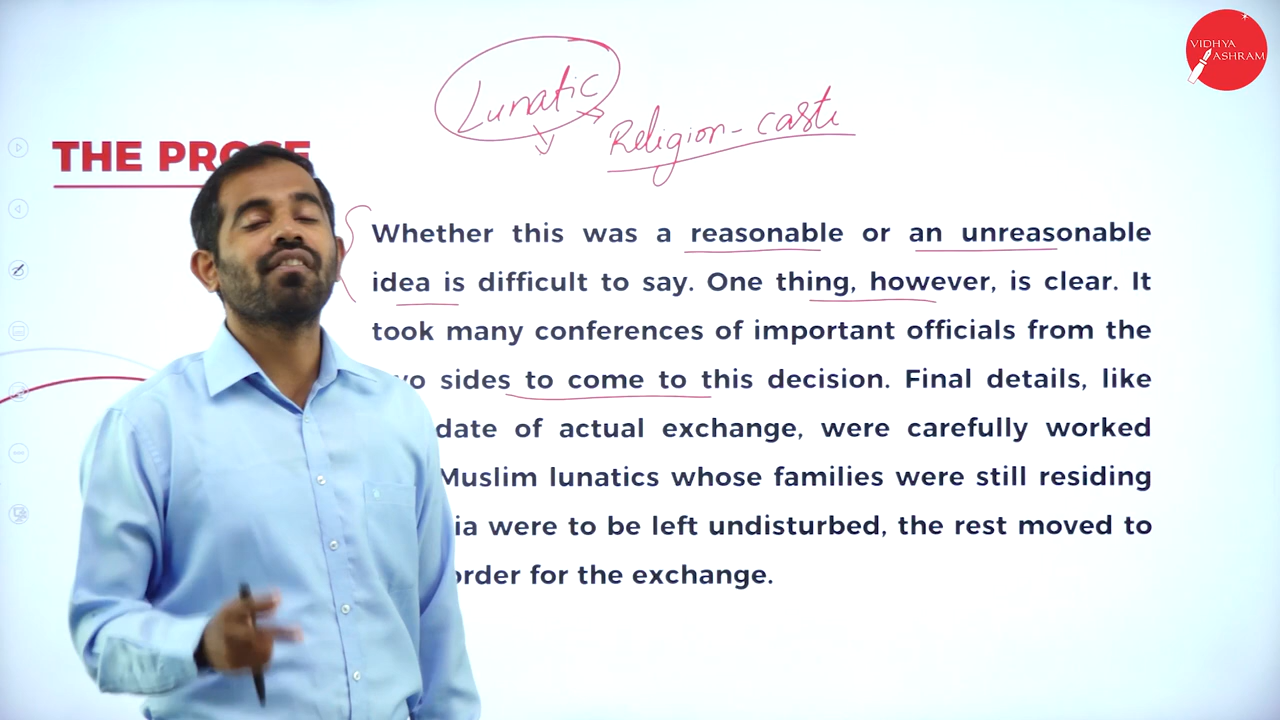 VIDHYA
ASHRAM
Lunatic
Religion - caste
THE PROSE
Whether this was a reasonable or an unreasonable
idea is difficult to say. One thing, however, is clear. It
took many conferences of important officials from the
sides to come to this decision. Final details, like
date of actual exchange, were carefully worked
Muslim lunatics whose families were still residing
were to be left undisturbed, the rest moved to
order for the exchange.